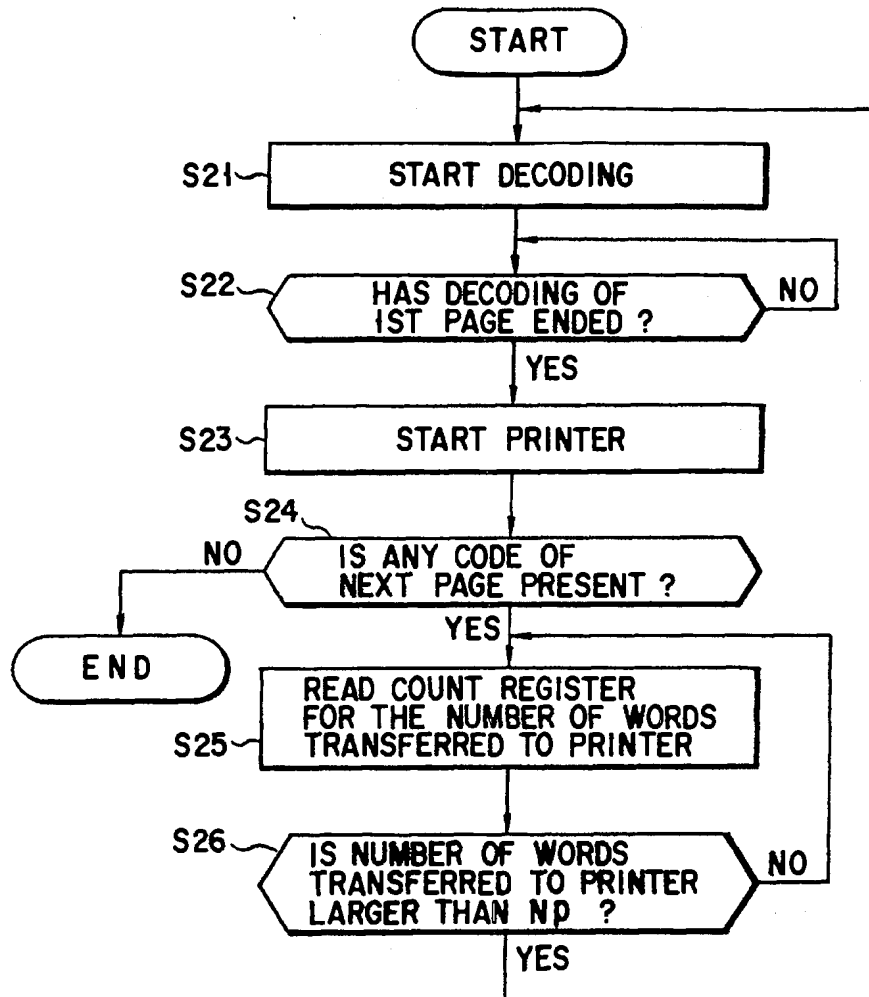 START
S21
START DECODING
S22
HAS DECODING OF
1ST PAGE ENDED ?
NO
YES
S23
START PRINTER
S24
NO
IS ANY CODE OF
NEXT PAGE PRESENT ?
YES
END
READ COUNT REGISTER
FOR THE NUMBER OF WORDS
TRANSFERRED TO PRINTER
S25
S26
IS NUMBER OF WORDS
TRANSFERRED TO PRINTER
LARGER THAN Np ?
NO
YES